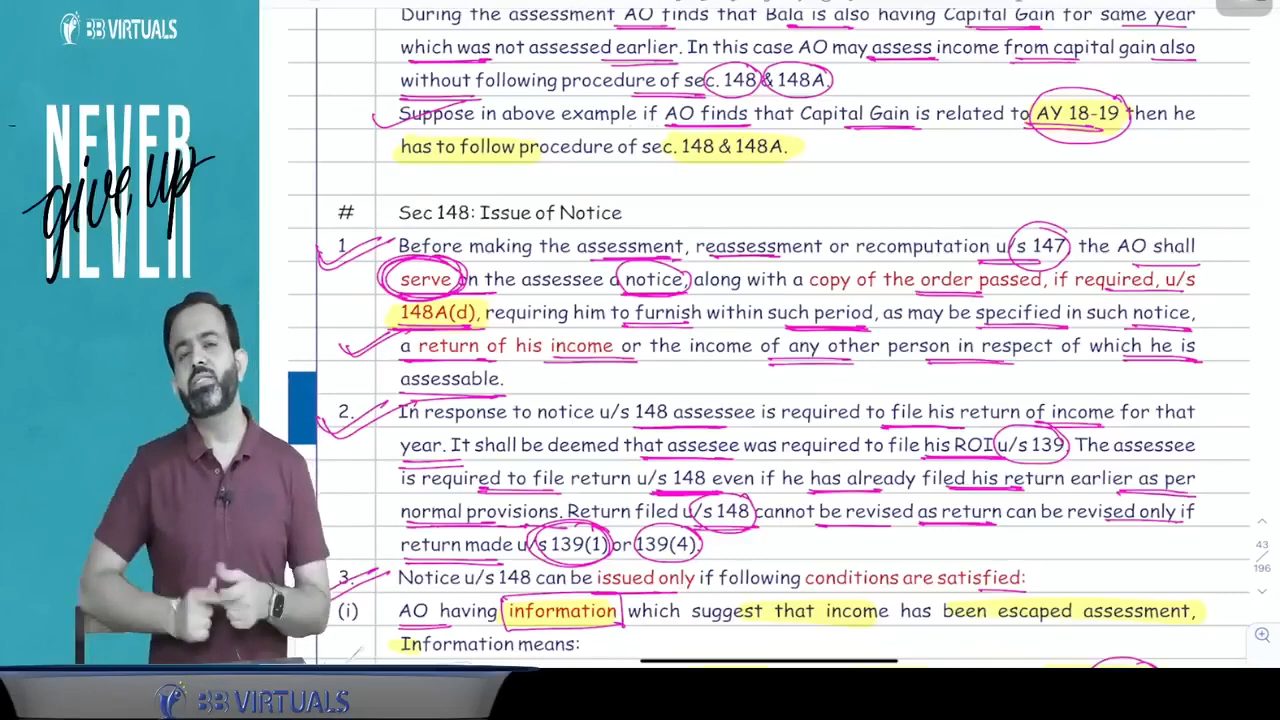 BB VIRTUALS
NEVER
give up
NEVER
During the assessment AO finds that Bala is also having Capital Gain for same year
which was not assessed earlier. In this case AO may assess income from capital gain also
without following procedure of sec. 148 & 148A.
Suppose in above example if AO finds that Capital Gain is related to AY 18-19 then he
has to follow procedure of sec. 148 & 148A.
# Sec 148: Issue of Notice
1. Before making the assessment, reassessment or recomputation u/s 147 the AO shall
serve on the assessee a notice, along with a copy of the order passed, if required, u/s
148A(d), requiring him to furnish within such period, as may be specified in such notice,
a return of his income or the income of any other person in respect of which he is
assessable.
2. In response to notice u/s 148 assessee is required to file his return of income for that
year. It shall be deemed that assesee was required to file his ROI u/s 139. The assessee
is required to file return u/s 148 even if he has already filed his return earlier as per
normal provisions. Return filed u/s 148 cannot be revised as return can be revised only if
return made u/s 139(1) or 139(4).
3. Notice u/s 148 can be issued only if following conditions are satisfied:
(i) AO having information which suggest that income has been escaped assessment,
Information means:
43
196
BB VIRTUALS